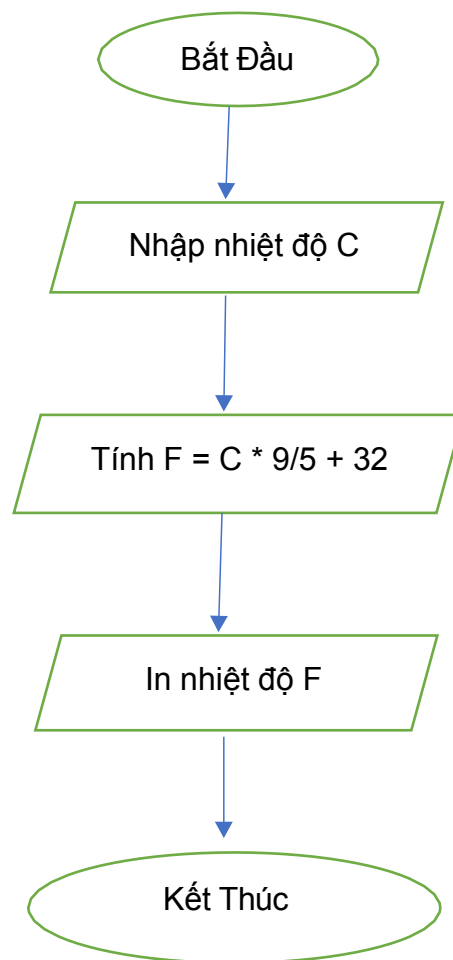 Bắt Đầu
Nhập nhiệt độ C
Tính F = C * 9/5 + 32
In nhiệt độ F
Kết Thúc